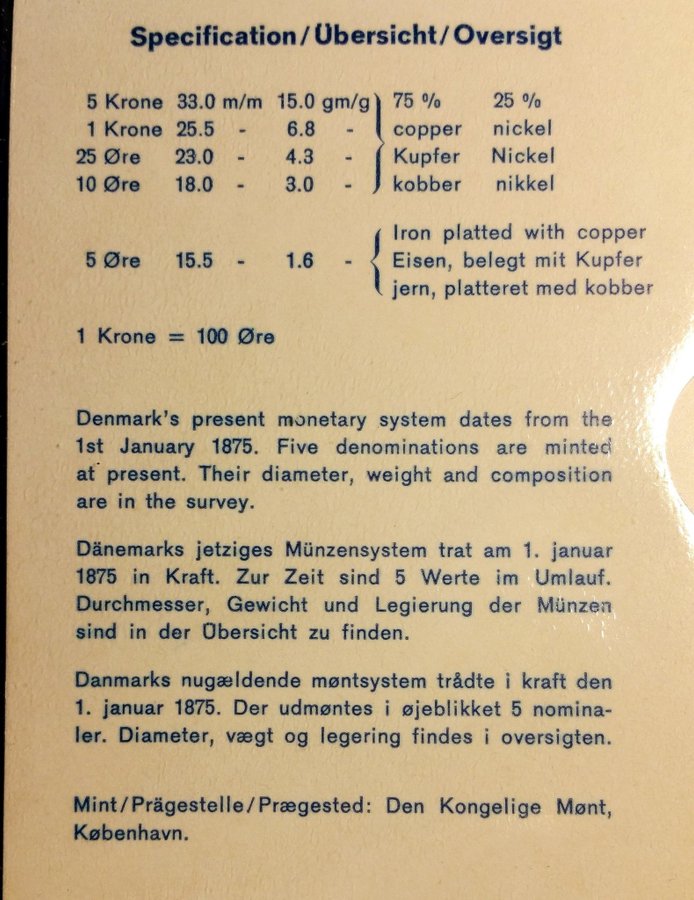 Specification/Übersicht/Oversigt
5 Krone 33.0 m/m 15.0 gm/g 75 % 25 %
1 Krone 25.5 - 6.8 - copper nickel
25 Øre 23.0 - 4.3 - Kupfer Nickel
10 Øre 18.0 - 3.0 - kobber nikkel
Iron platted with copper
5 Øre 15.5 - 1.6 - Eisen, belegt mit Kupfer
jern, platteret med kobber
1 Krone = 100 Øre
Denmark's present monetary system dates from the
1st January 1875. Five denominations are minted
at present. Their diameter, weight and composition
are in the survey.
Dänemarks jetziges Münzensystem trat am 1. januar
1875 in Kraft. Zur Zeit sind 5 Werte im Umlauf.
Durchmesser, Gewicht und Legierung der Münzen
sind in der Übersicht zu finden.
Danmarks nugældende møntsystem trådte i kraft den
1. januar 1875. Der udmøntes i øjeblikket 5 nomina-
ler. Diameter, vægt og legering findes i oversigten.
Mint/Prägestelle/Prægested: Den Kongelige Mønt,
København.